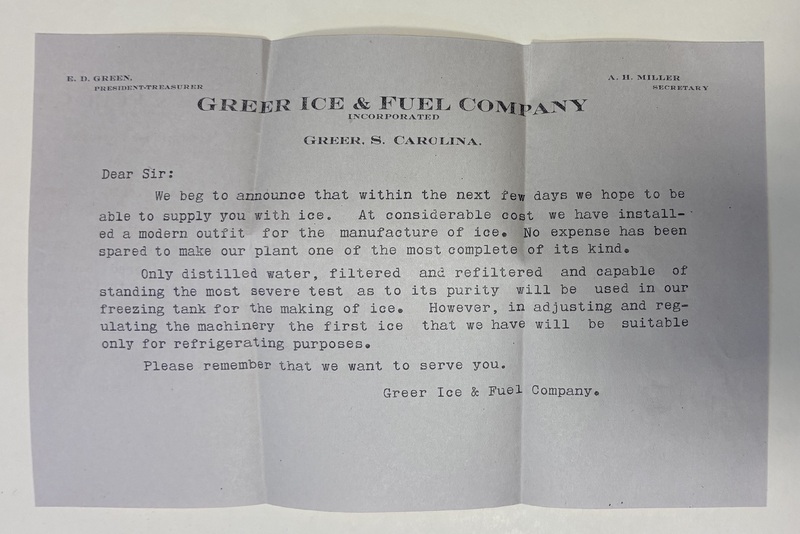 E. D. GREEN,
PRESIDENT-TREASURER
A. H. MILLER
SECRETARY
GREER ICE & FUEL COMPANY
INCORPORATED
GREER, S. CAROLINA.
Dear Sir:
We beg to announce that within the next few days we hope to be
able to supply you with ice. At considerable cost we have install-
ed a modern outfit for the manufacture of ice. No expense has been
spared to make our plant one of the most complete of its kind.
Only distilled water, filtered and refiltered and capable of
standing the most severe test as to its purity will be used in our
freezing tank for the making of ice. However, in adjusting and reg-
ulating the machinery the first ice that we have will be suitable
only for refrigerating purposes.
Please remember that we want to serve you.
Greer Ice & Fuel Company.